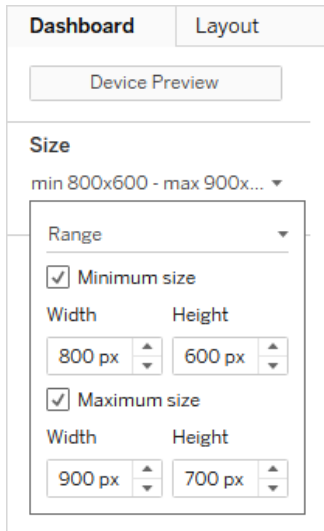 Dashboard Layout
Device Preview
Size
min 800x600 - max 900x...
Range
Minimum size
Width Height
800 px 600 px
Maximum size
Width Height
900 px 700 px